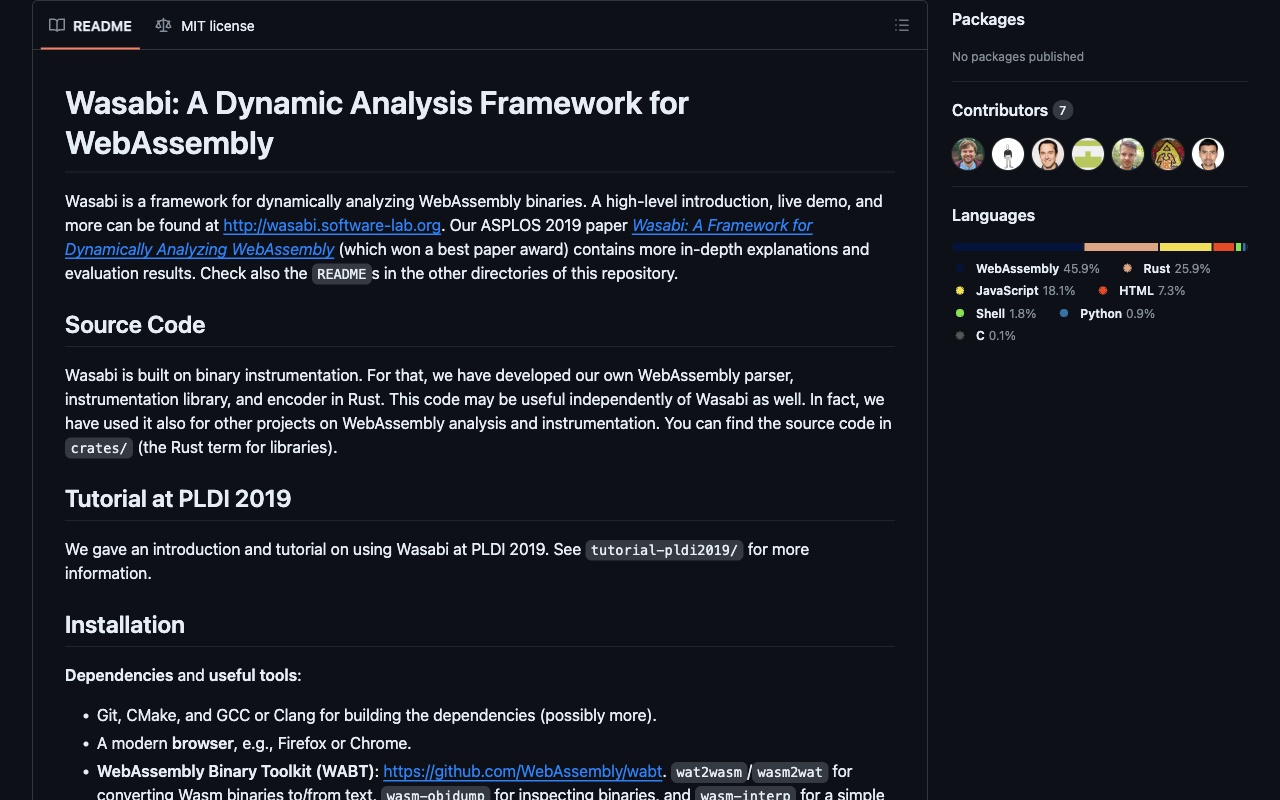 README
MIT license
Wasabi: A Dynamic Analysis Framework for
WebAssembly
Wasabi is a framework for dynamically analyzing WebAssembly binaries. A high-level introduction, live demo, and
more can be found at http://wasabi.software-lab.org. Our ASPLOS 2019 paper Wasabi: A Framework for
Dynamically Analyzing WebAssembly (which won a best paper award) contains more in-depth explanations and
evaluation results. Check also the READMEs in the other directories of this repository.
Source Code
Wasabi is built on binary instrumentation. For that, we have developed our own WebAssembly parser,
instrumentation library, and encoder in Rust. This code may be useful independently of Wasabi as well. In fact, we
have used it also for other projects on WebAssembly analysis and instrumentation. You can find the source code in
crates/ (the Rust term for libraries).
Tutorial at PLDI 2019
We gave an introduction and tutorial on using Wasabi at PLDI 2019. See tutorial-pldi2019/ for more
information.
Installation
Dependencies and useful tools:
• Git, CMake, and GCC or Clang for building the dependencies (possibly more).
• A modern browser, e.g., Firefox or Chrome.
• WebAssembly Binary Toolkit (WABT): https://github.com/WebAssembly/wabt. wat2wasm/wasm2wat for
converting Wasm binaries to/from text, wasm-objdump for inspecting binaries, and wasm-interp for a simple
Packages
No packages published
Contributors 7
Languages
WebAssembly 45.9% Rust 25.9%
JavaScript 18.1% HTML 7.3%
Shell 1.8% Python 0.9%
C 0.1%